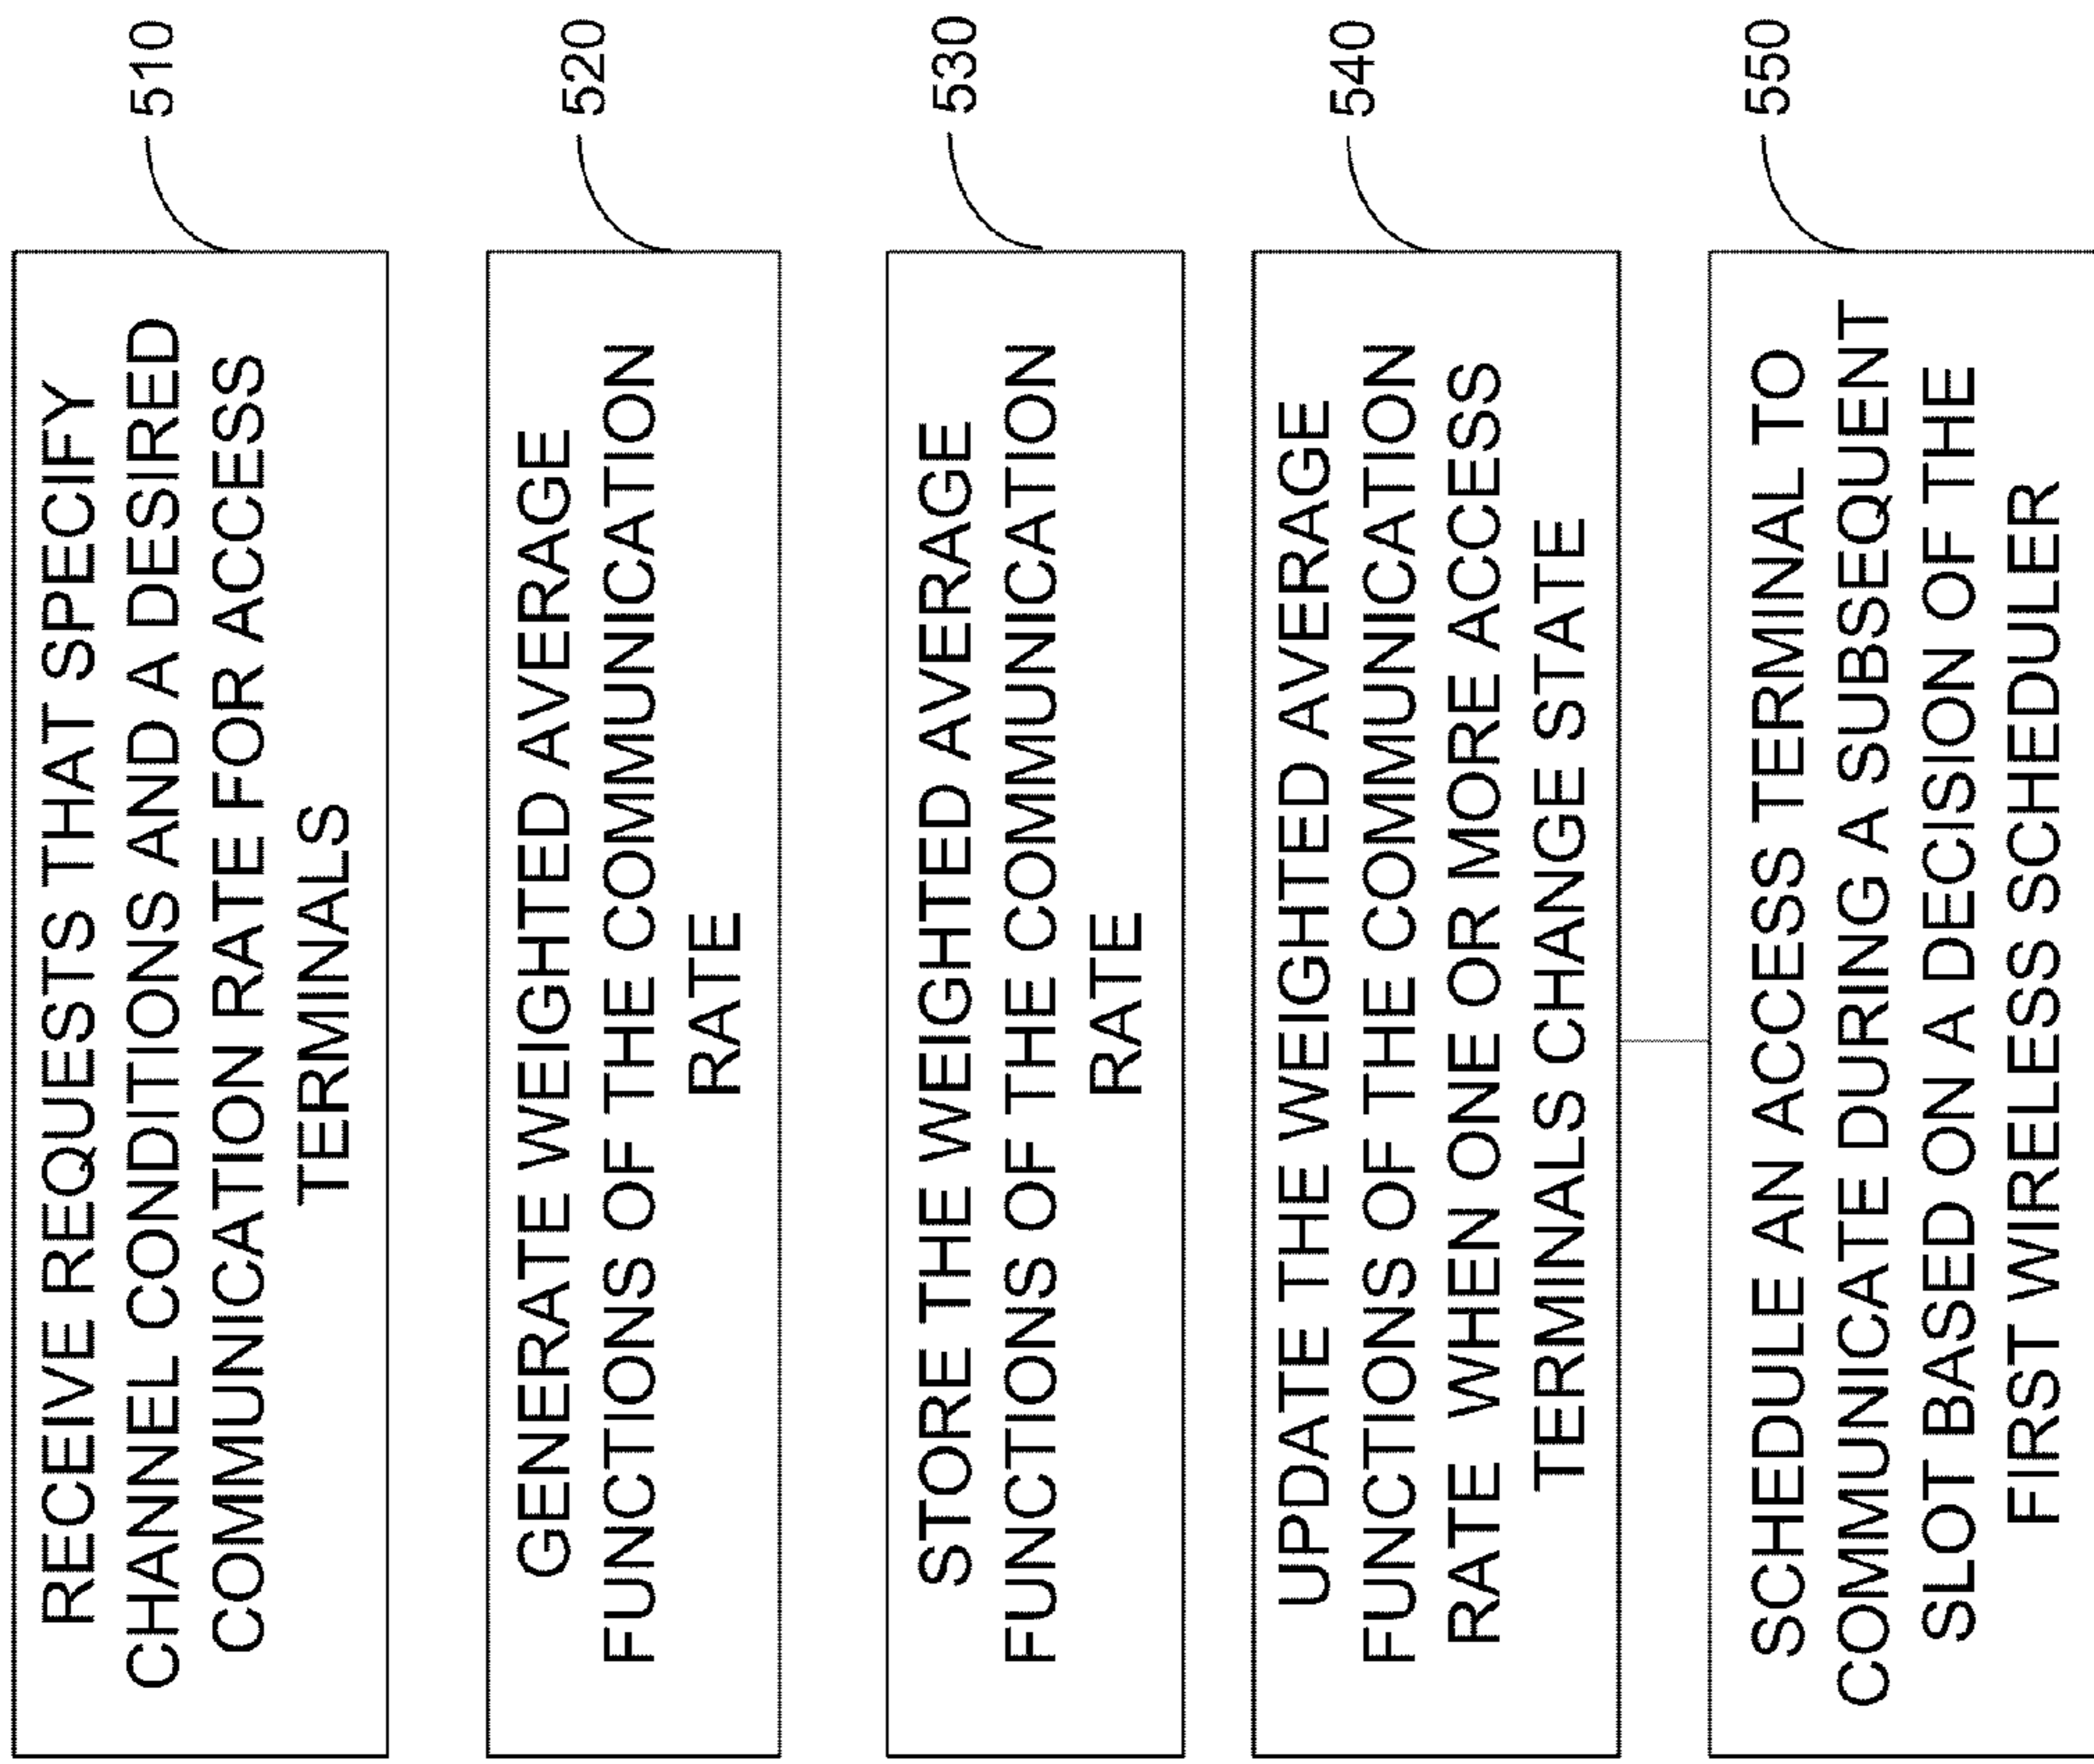 RECEIVE REQUESTS THAT SPECIFY
CHANNEL CONDITIONS AND A DESIRED
COMMUNICATION RATE FOR ACCESS
TERMINALS
510
GENERATE WEIGHTED AVERAGE
FUNCTIONS OF THE COMMUNICATION
RATE
520
STORE THE WEIGHTED AVERAGE
FUNCTIONS OF THE COMMUNICATION
RATE
530
UPDATE THE WEIGHTED AVERAGE
FUNCTIONS OF THE COMMUNICATION
RATE WHEN ONE OR MORE ACCESS
TERMINALS CHANGE STATE
540
SCHEDULE AN ACCESS TERMINAL TO
COMMUNICATE DURING A SUBSEQUENT
SLOT BASED ON A DECISION OF THE
FIRST WIRELESS SCHEDULER
550